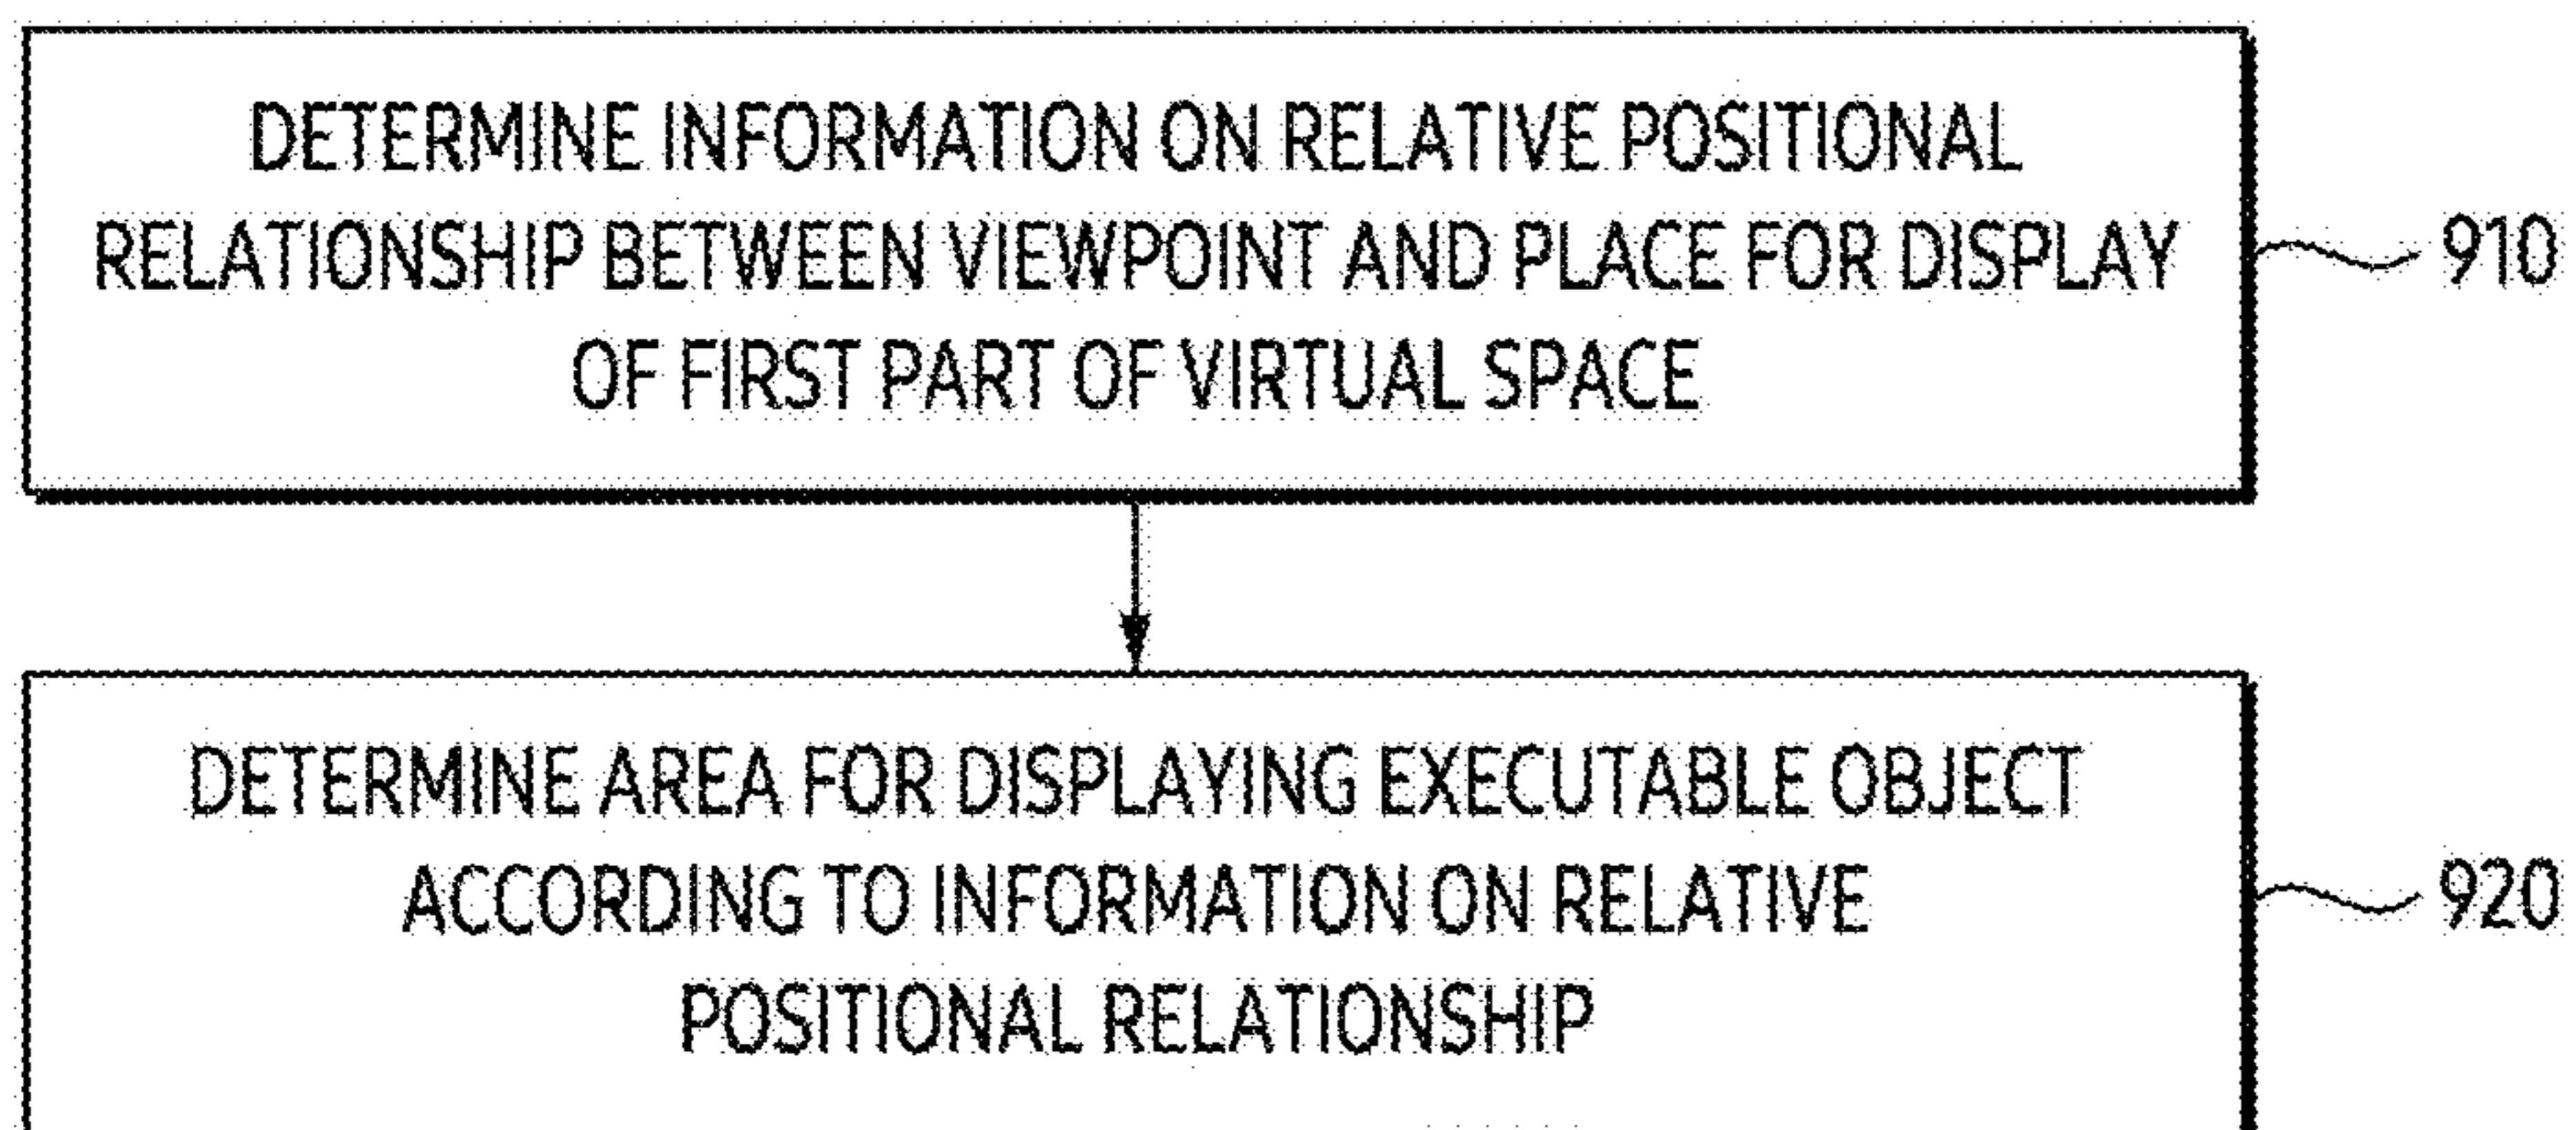 DETERMINE INFORMATION ON RELATIVE POSITIONAL
RELATIONSHIP BETWEEN VIEWPOINT AND PLACE FOR DISPLAY
OF FIRST PART OF VIRTUAL SPACE
910
DETERMINE AREA FOR DISPLAYING EXECUTABLE OBJECT
ACCORDING TO INFORMATION ON RELATIVE
POSITIONAL RELATIONSHIP
920